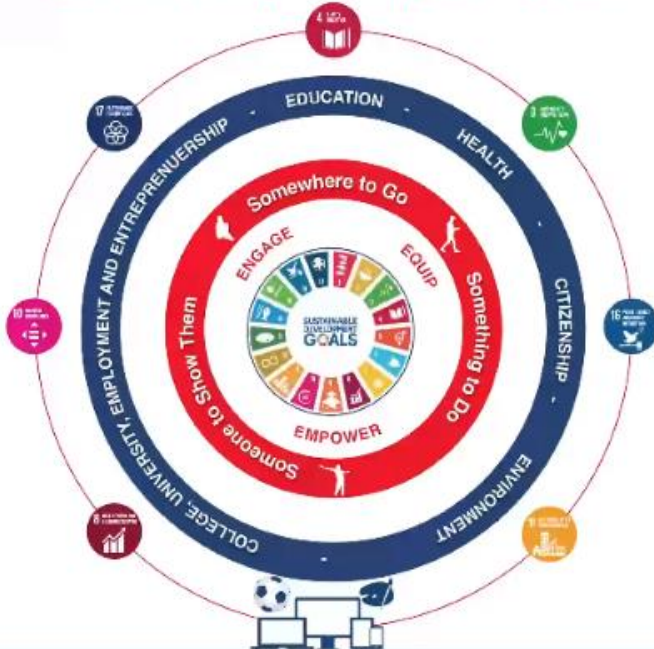 4
17
3
EDUCATION - HEALTH - CITIZENSHIP - ENVIRONMENT - COLLEGE, UNIVERSITY, EMPLOYMENT AND ENTREPRENUERSHIP -
Somewhere to Go
Something to Do
Someone to Show Them
ENGAGE
EQUIP
EMPOWER
SUSTAINABLE
DEVELOPMENT
GOALS
10
16
8
11